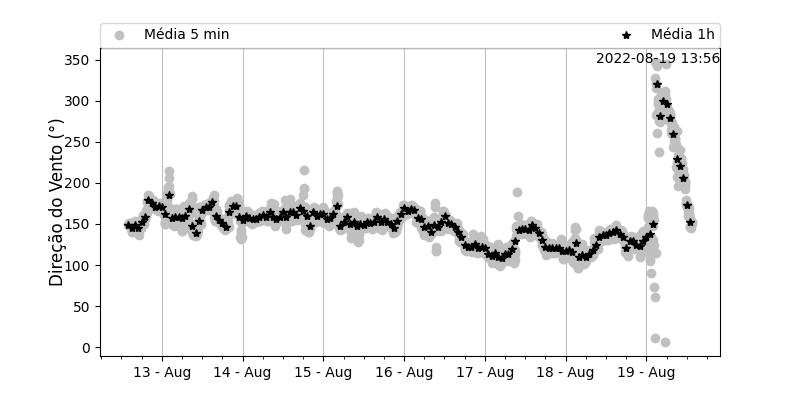 Média 5 min
Média 1h
2022-08-19 13:56
Direção do Vento (°)
350
300
250
200
150
100
50
0
13 - Aug
14 - Aug
15 - Aug
16 - Aug
17 - Aug
18 - Aug
19 - Aug